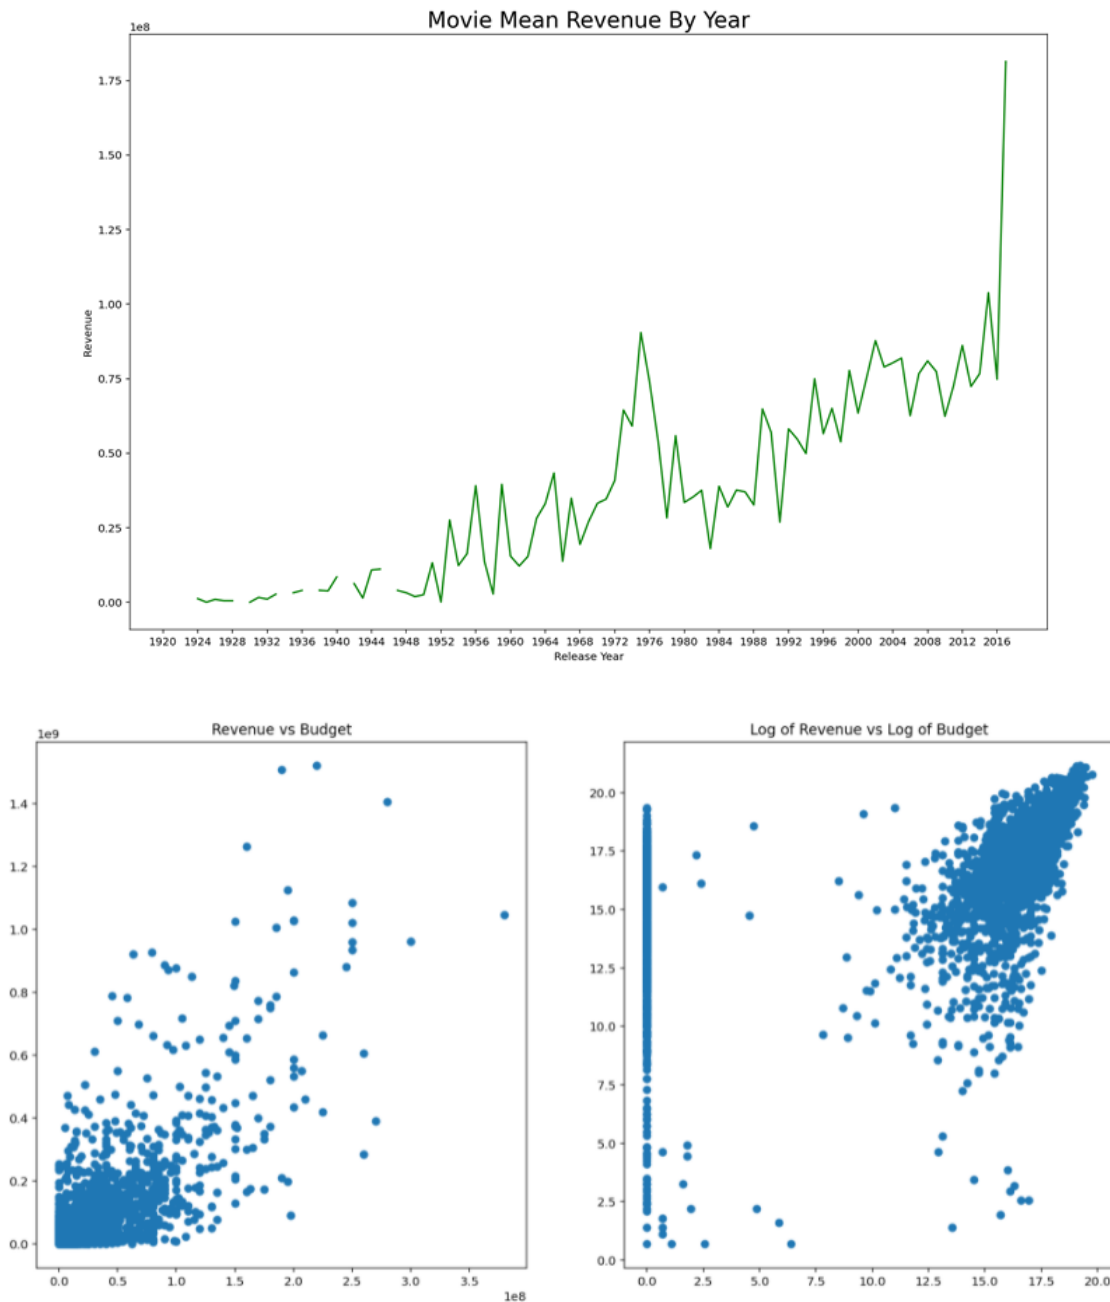 Movie Mean Revenue By Year
1e8
1.75
1.50
1.25
1.00
0.75
0.50
0.25
0.00
Revenue
1920 1924 1928 1932 1936 1940 1944 1948 1952 1956 1960 1964 1968 1972 1976 1980 1984 1988 1992 1996 2000 2004 2008 2012 2016
Release Year
Revenue vs Budget
1e9
1.4
1.2
1.0
0.8
0.6
0.4
0.2
0.0
0.0 0.5 1.0 1.5 2.0 2.5 3.0 3.5
1e8
Log of Revenue vs Log of Budget
20.0
17.5
15.0
12.5
10.0
7.5
5.0
2.5
0.0
0.0 2.5 5.0 7.5 10.0 12.5 15.0 17.5 20.0